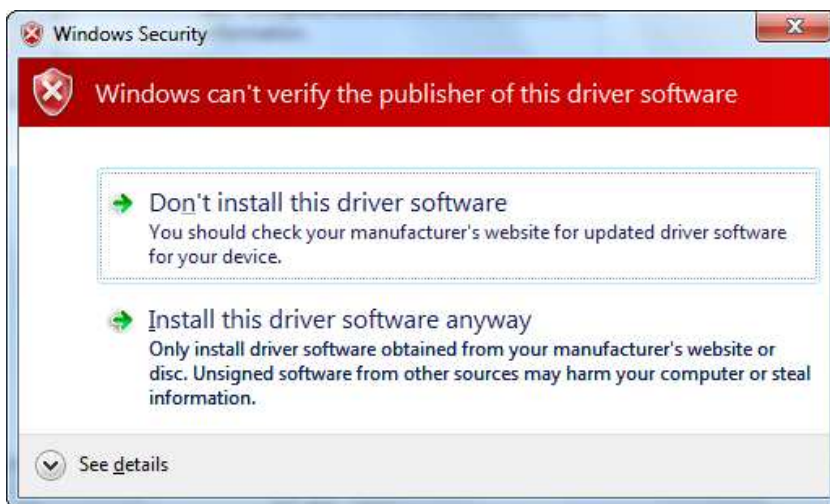 Windows Security
Windows can't verify the publisher of this driver software
Don't install this driver software
You should check your manufacturer's website for updated driver software
for your device.
Install this driver software anyway
Only install driver software obtained from your manufacturer's website or
disc. Unsigned software from other sources may harm your computer or steal
information.
See details